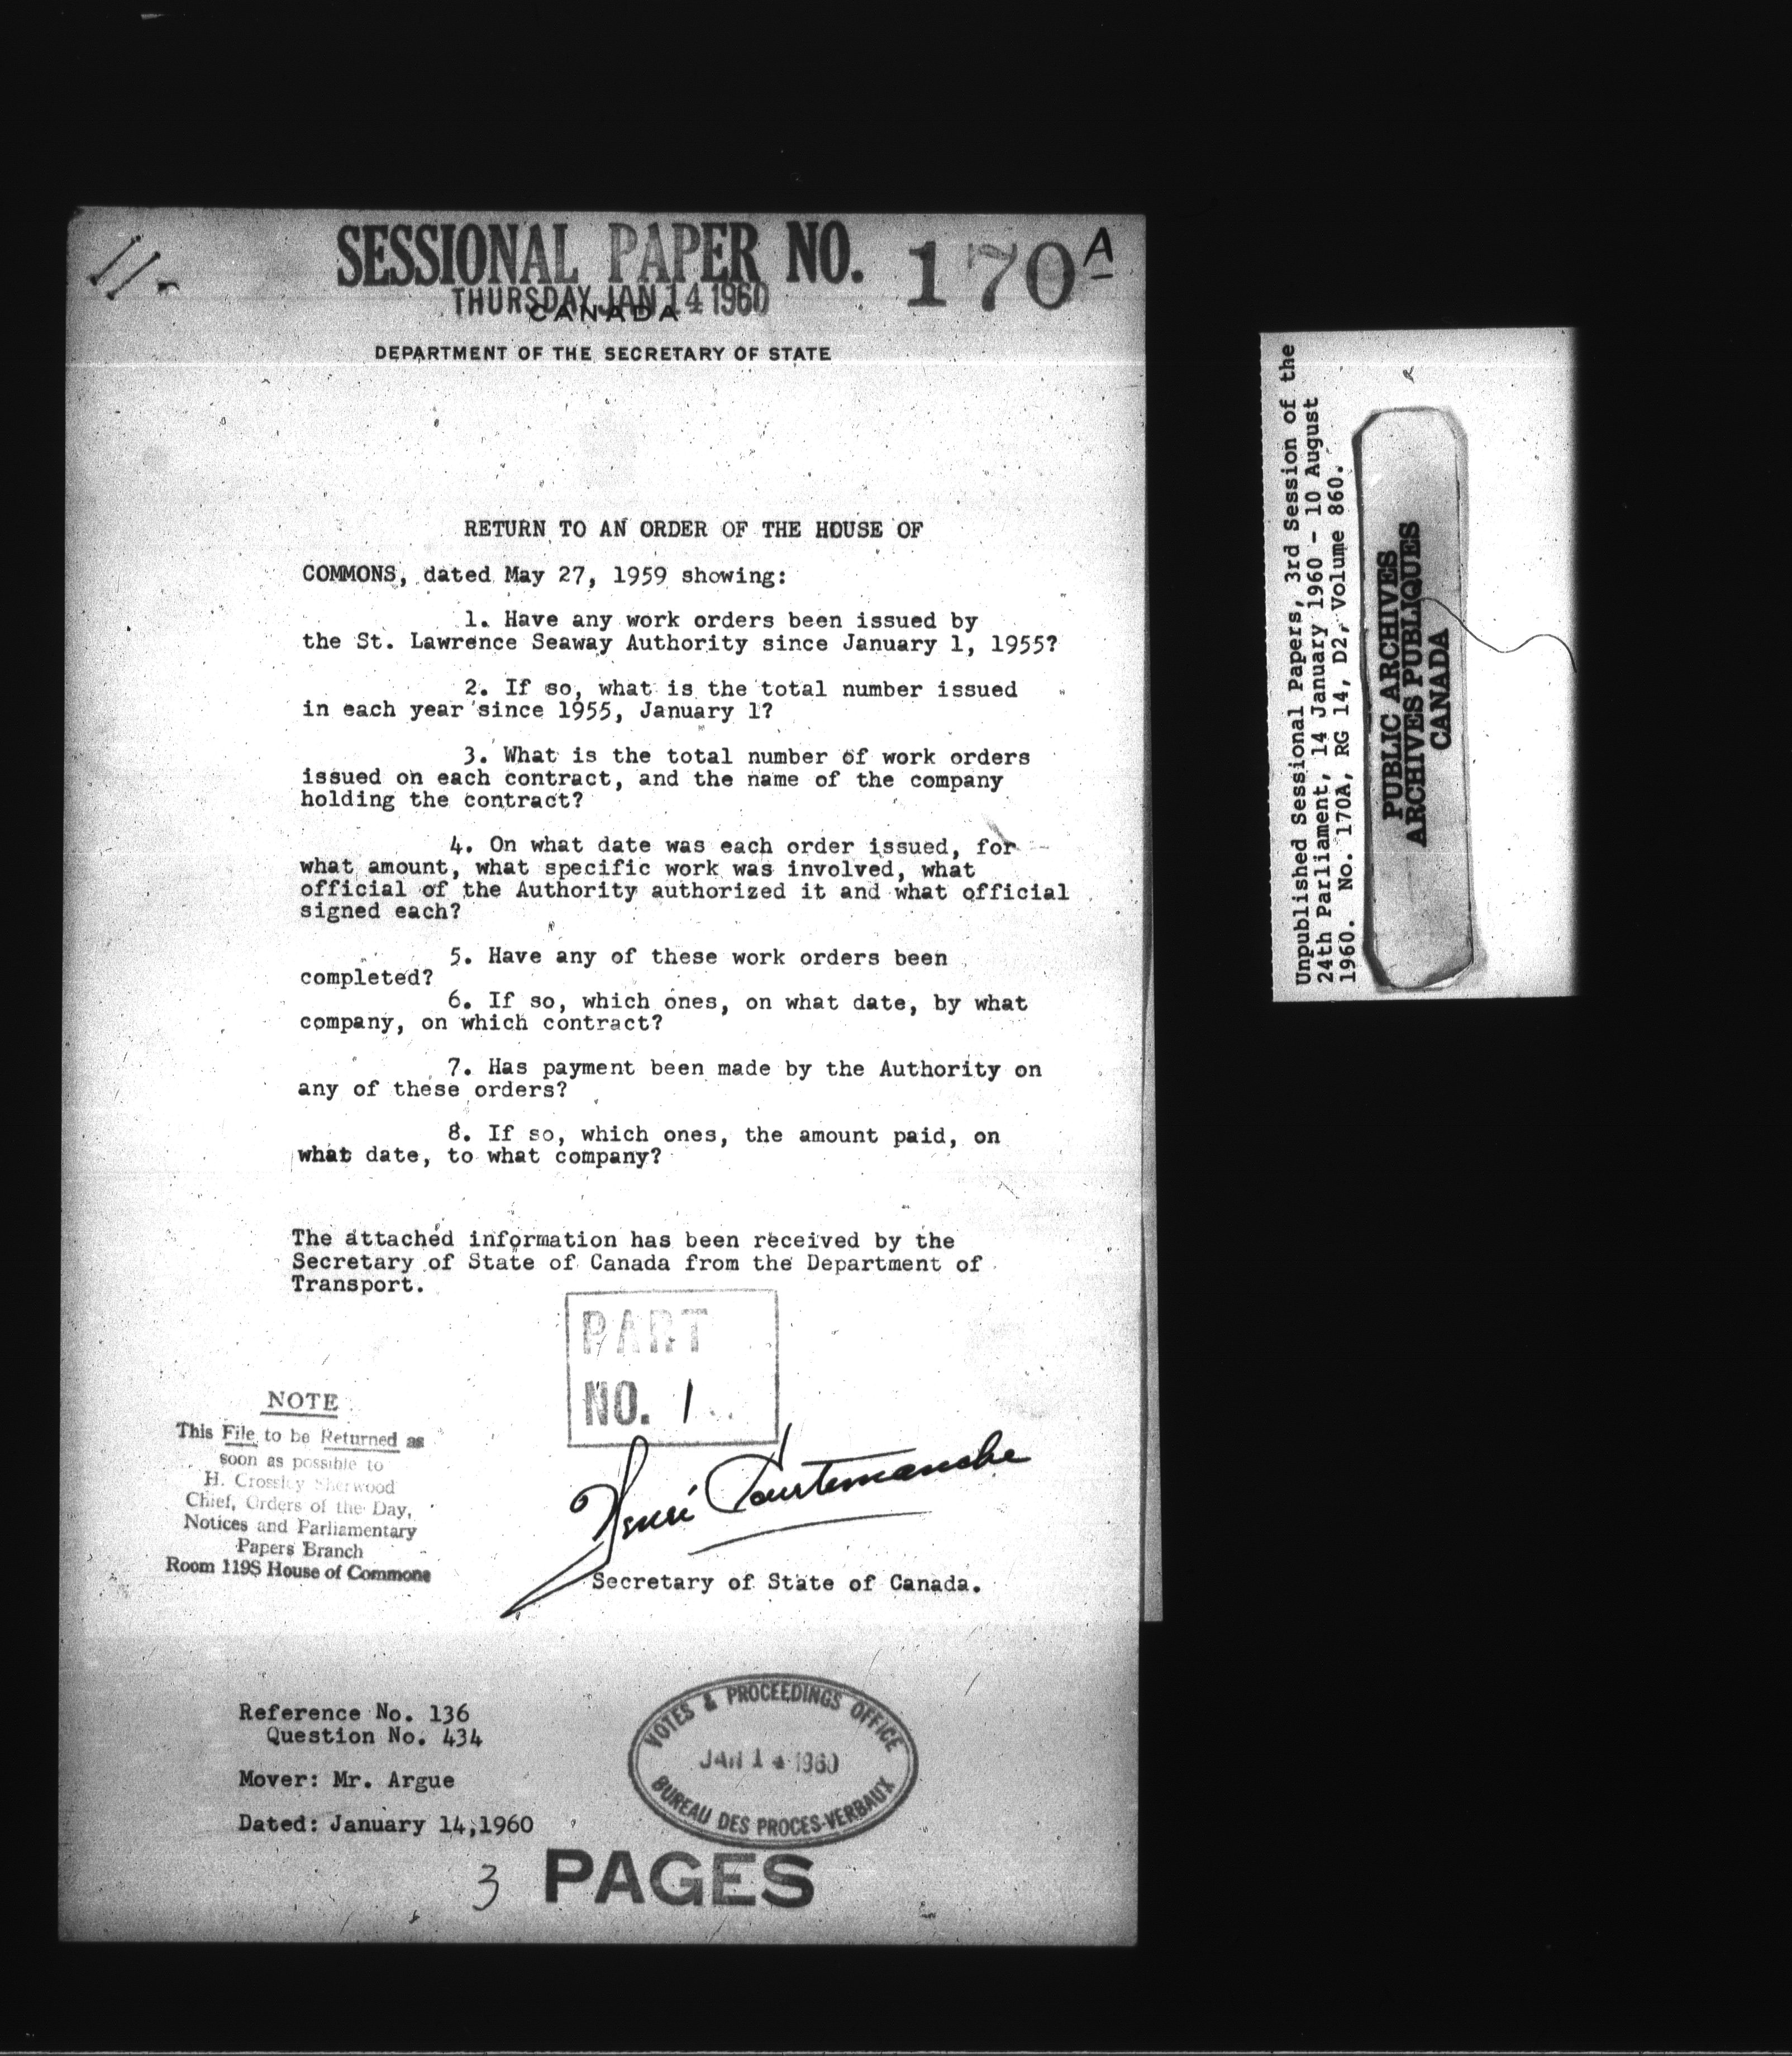 11-
SESSIONAL PAPER NO. 170 A
THURSDAY JAN 14 1960
CANADA
DEPARTMENT OF THE SECRETARY OF STATE
RETURN TO AN ORDER OF THE HOUSE OF
COMMONS, dated May 27, 1959 showing:
1. Have any work orders been issued by
the St. Lawrence Seaway Authority since January 1, 1955?
2. If so, what is the total number issued
in each year since 1955, January 1?
3. What is the total number of work orders
issued on each contract, and the name of the company
holding the contract?
4. On what date was each order issued, for
what amount, what specific work was involved, what
official of the Authority authorized it and what official
signed each?
5. Have any of these work orders been
completed?
6. If so, which ones, on what date, by what
company, on which contract?
7. Has payment been made by the Authority on
any of these orders?
8. If so, which ones, the amount paid, on
what date, to what company?
The attached information has been received by the
Secretary of State of Canada from the Department of
Transport.
PART
NO. 1
NOTE
This File to be Returned as
soon as possible to
H. Crossley Sherwood
Chief, Orders of the Day,
Notices and Parliamentary
Papers Branch
Room 119S House of Commons
Henri Courtemanche
Secretary of State of Canada.
Reference No. 136
Question No. 434
Mover: Mr. Argue
Dated: January 14,1960
VOTES & PROCEEDINGS OFFICE
JAN 14 1960
BUREAU DES PROCES-VERBAUX
3 PAGES
Unpublished Sessional Papers, 3rd Session of the
24th Parliament, 14 January 1960 - 10 August
1960. No. 170A, RG 14, D2, Volume 860.
PUBLIC ARCHIVES
ARCHIVES PUBLIQUES
CANADA